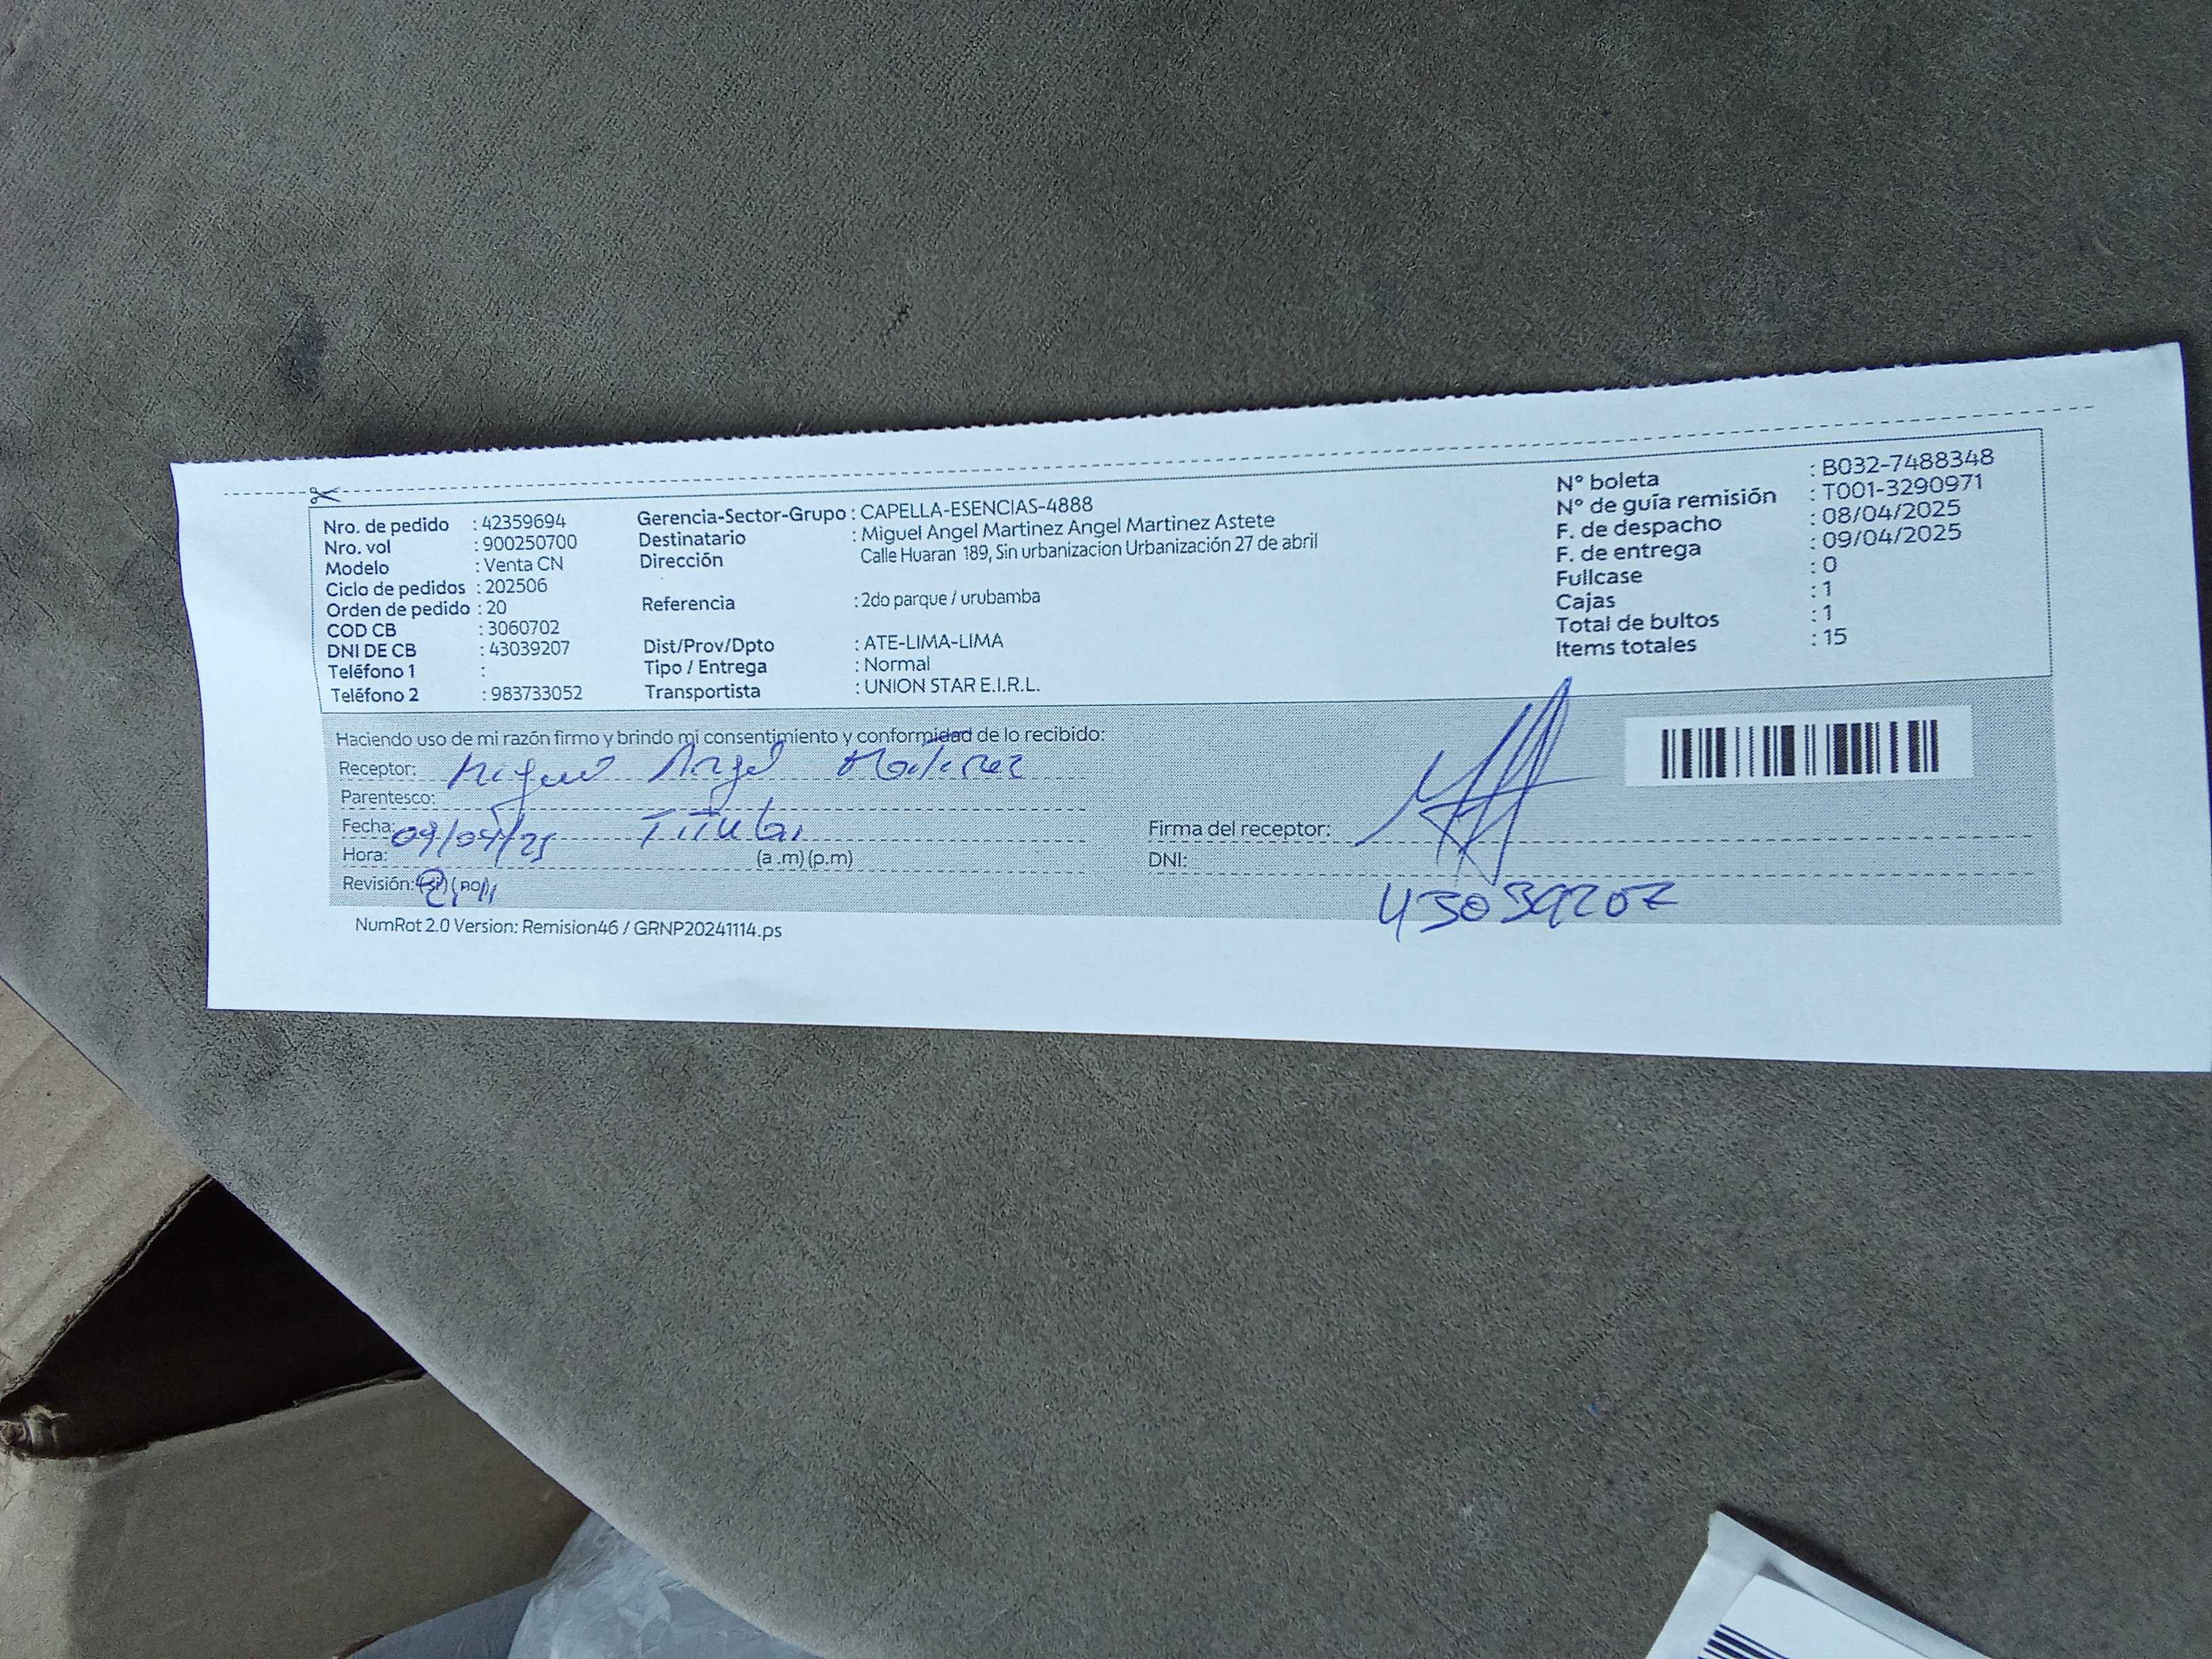 Nro. de pedido : 42359694
Nro. vol : 900250700
Modelo : Venta CN
Ciclo de pedidos : 202506
Orden de pedido : 20
COD CB : 3060702
DNI DE CB : 43039207
Teléfono 1 :
Teléfono 2 : 983733052
Gerencia-Sector-Grupo : CAPELLA-ESENCIAS-4888
Destinatario : Miguel Angel Martinez Angel Martinez Astete
Dirección Calle Huaran 189, Sin urbanizacion Urbanización 27 de abril
Referencia : 2do parque / urubamba
Dist/Prov/Dpto : ATE-LIMA-LIMA
Tipo / Entrega : Normal
Transportista : UNION STAR E.I.R.L.
N° boleta : B032-7488348
N° de guía remisión : T001-3290971
F. de despacho : 08/04/2025
F. de entrega : 09/04/2025
Fullcase : 0
Cajas : 1
Total de bultos : 1
Items totales : 15
Haciendo uso de mi razón firmo y brindo mi consentimiento y conformidad de lo recibido:
Receptor: Miguel Angel Martinez
Parentesco:
Fecha: 09/04/25 Titular
Hora: (a .m) (p.m)
Revisión: (si) (no)
Firma del receptor:
DNI: 43039207
NumRot 2.0 Version: Remision46 / GRNP20241114.ps